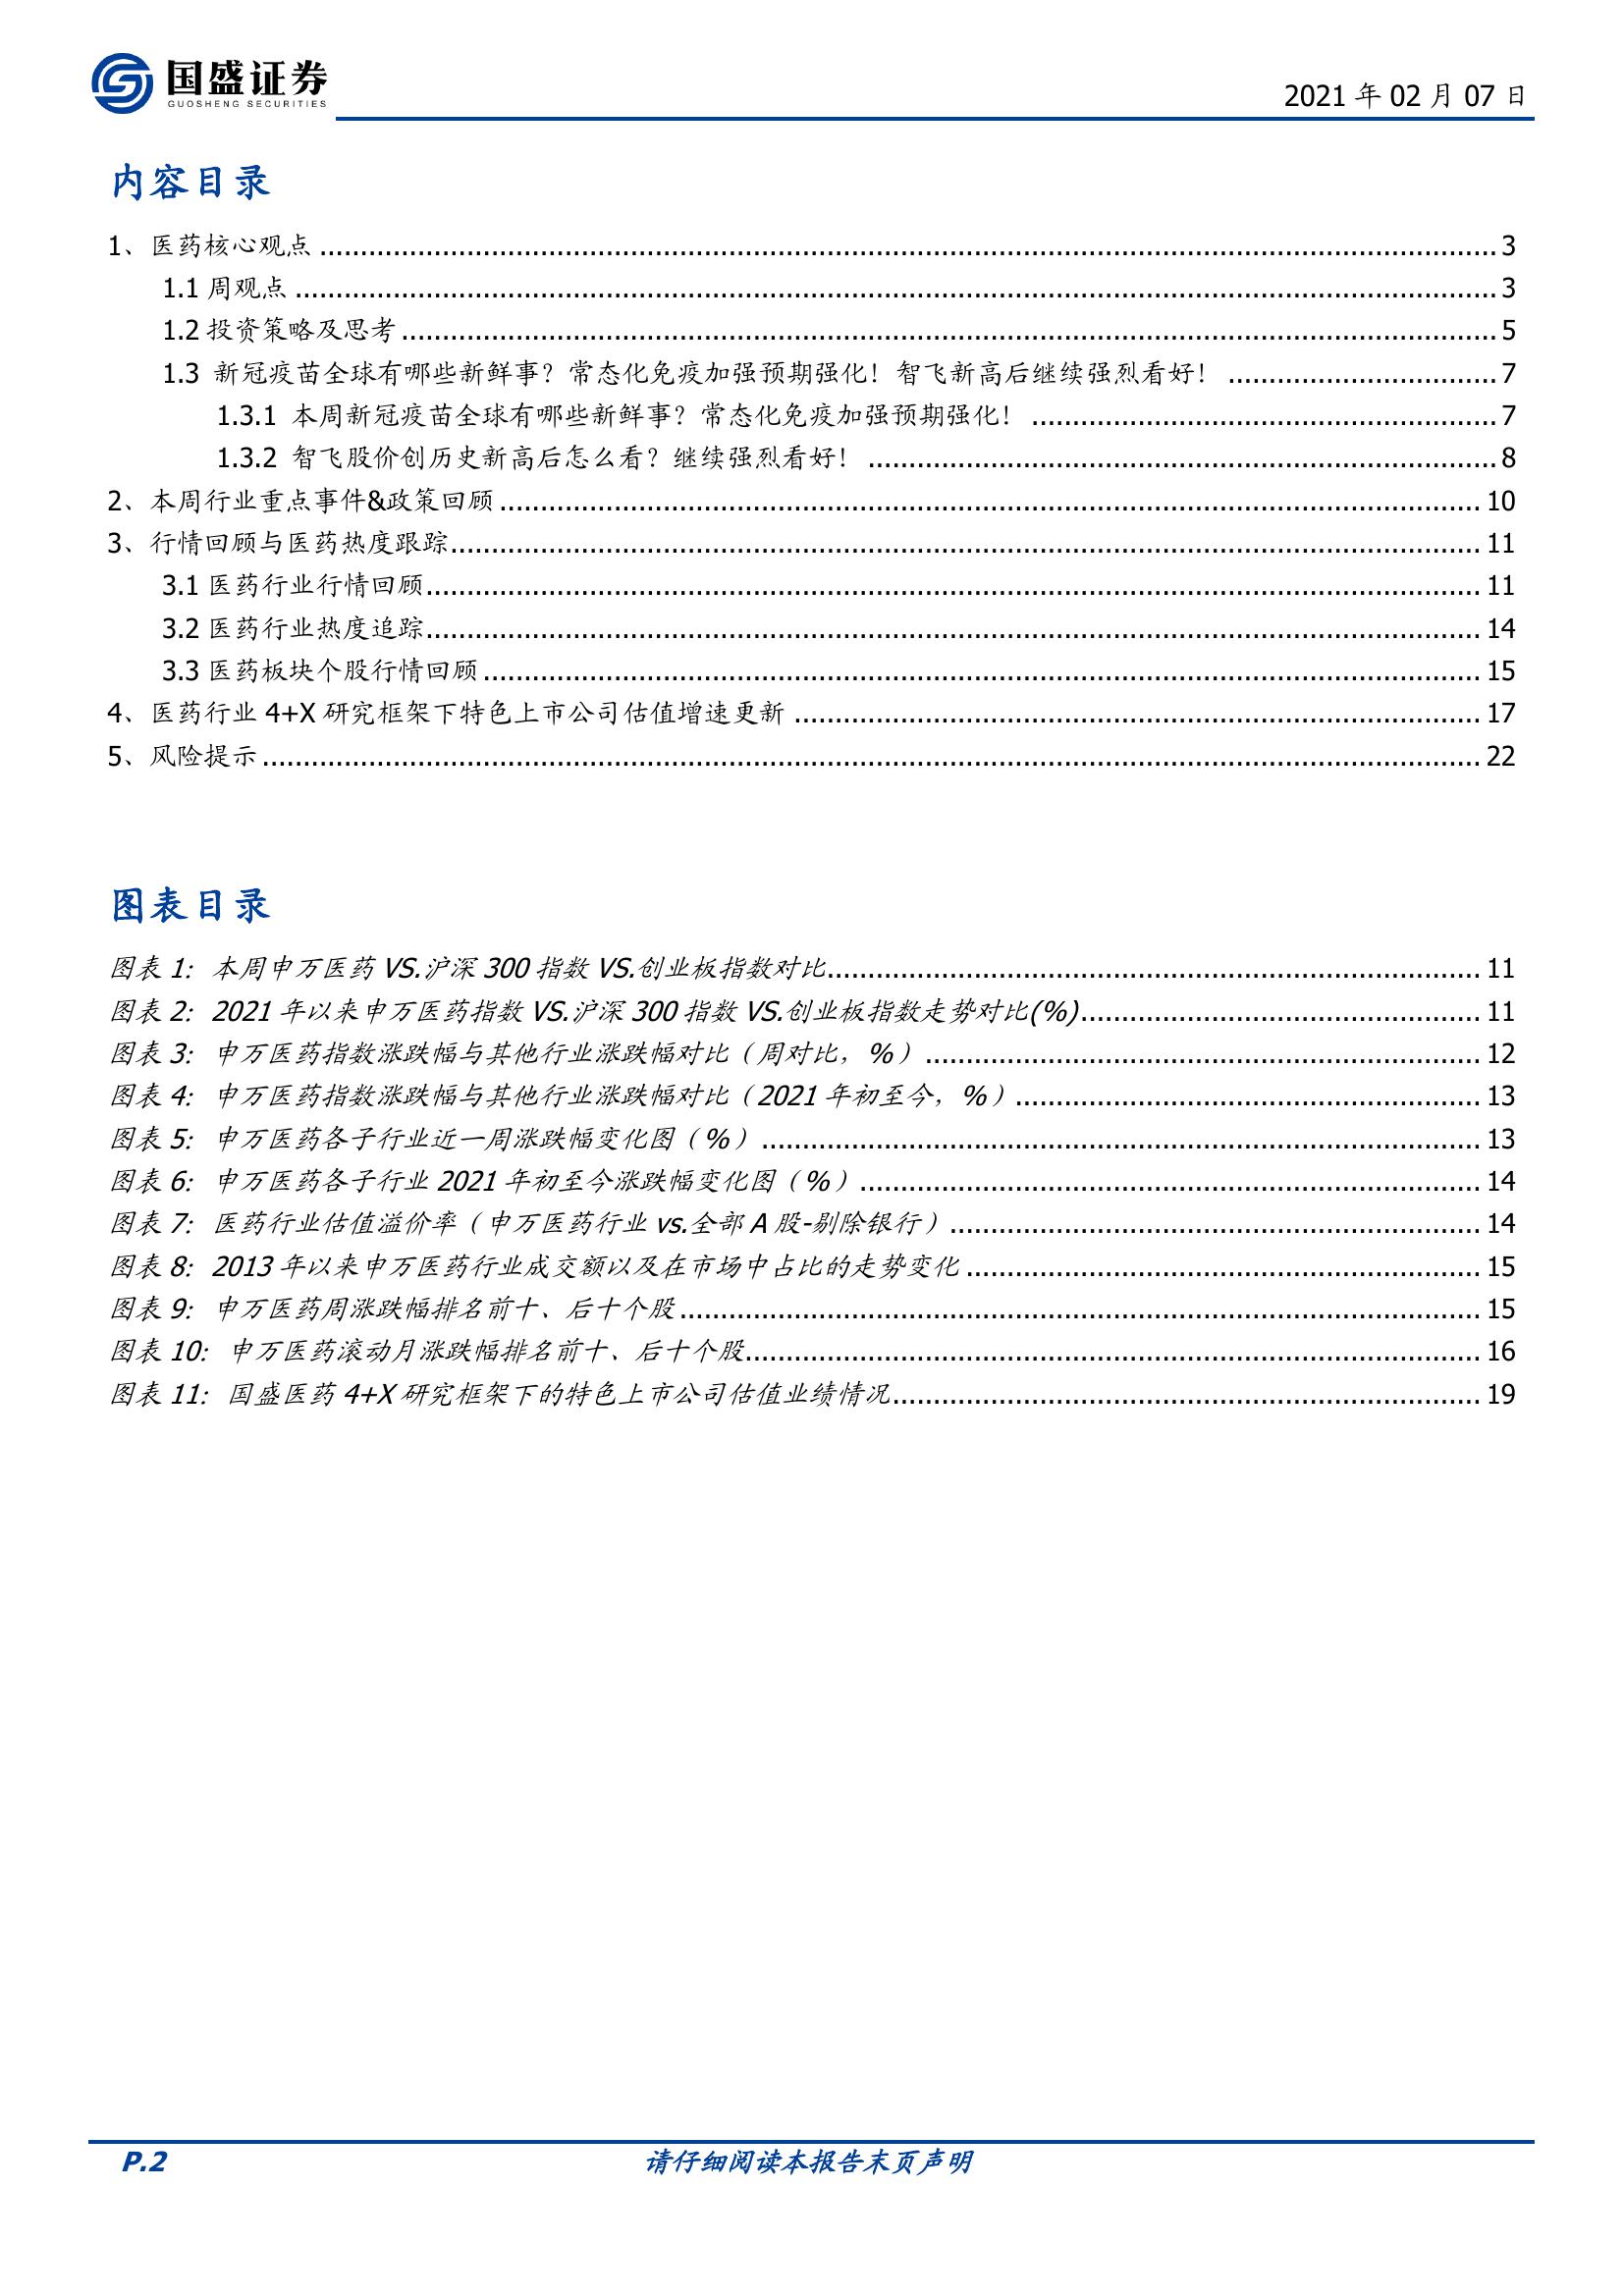 国盛证券
GUOSHENG SECURITIES
2021 年 02 月 07 日
内容目录
1、医药核心观点 3
1.1 周观点 3
1.2 投资策略及思考 5
1.3 新冠疫苗全球有哪些新鲜事？常态化免疫加强预期强化！智飞新高后继续强烈看好！ 7
1.3.1 本周新冠疫苗全球有哪些新鲜事？常态化免疫加强预期强化！ 7
1.3.2 智飞股价创历史新高后怎么看？继续强烈看好！ 8
2、本周行业重点事件&政策回顾 10
3、行情回顾与医药热度跟踪 11
3.1 医药行业行情回顾 11
3.2 医药行业热度追踪 14
3.3 医药板块个股行情回顾 15
4、医药行业 4+X 研究框架下特色上市公司估值增速更新 17
5、风险提示 22
图表目录
图表 1：本周申万医药 VS.沪深 300 指数 VS.创业板指数对比 11
图表 2：2021 年以来申万医药指数 VS.沪深 300 指数 VS.创业板指数走势对比(%) 11
图表 3：申万医药指数涨跌幅与其他行业涨跌幅对比（周对比，%） 12
图表 4：申万医药指数涨跌幅与其他行业涨跌幅对比（2021 年初至今，%） 13
图表 5：申万医药各子行业近一周涨跌幅变化图（%） 13
图表 6：申万医药各子行业 2021 年初至今涨跌幅变化图（%） 14
图表 7：医药行业估值溢价率（申万医药行业 vs.全部 A 股-剔除银行） 14
图表 8：2013 年以来申万医药行业成交额以及在市场中占比的走势变化 15
图表 9：申万医药周涨跌幅排名前十、后十个股 15
图表 10：申万医药滚动月涨跌幅排名前十、后十个股 16
图表 11：国盛医药 4+X 研究框架下的特色上市公司估值业绩情况 19
P.2 请仔细阅读本报告末页声明